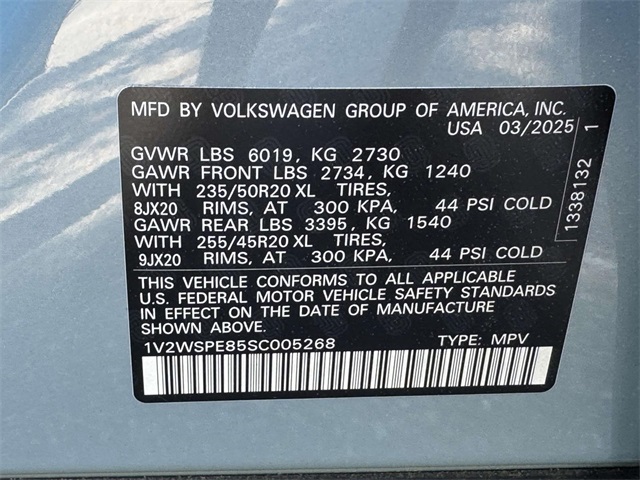 MFD BY VOLKSWAGEN GROUP OF AMERICA, INC.
USA 03/2025
GVWR LBS 6019, KG 2730
GAWR FRONT LBS 2734, KG 1240
WITH 235/50R20 XL TIRES,
8JX20 RIMS, AT 300 KPA, 44 PSI COLD
GAWR REAR LBS 3395, KG 1540
WITH 255/45R20 XL TIRES,
9JX20 RIMS, AT 300 KPA, 44 PSI COLD
THIS VEHICLE CONFORMS TO ALL APPLICABLE
U.S. FEDERAL MOTOR VEHICLE SAFETY STANDARDS
IN EFFECT ON THE DATE OF MANUFACTURE
SHOWN ABOVE.
1V2WSPE85SC005268 TYPE: MPV
1338132 1